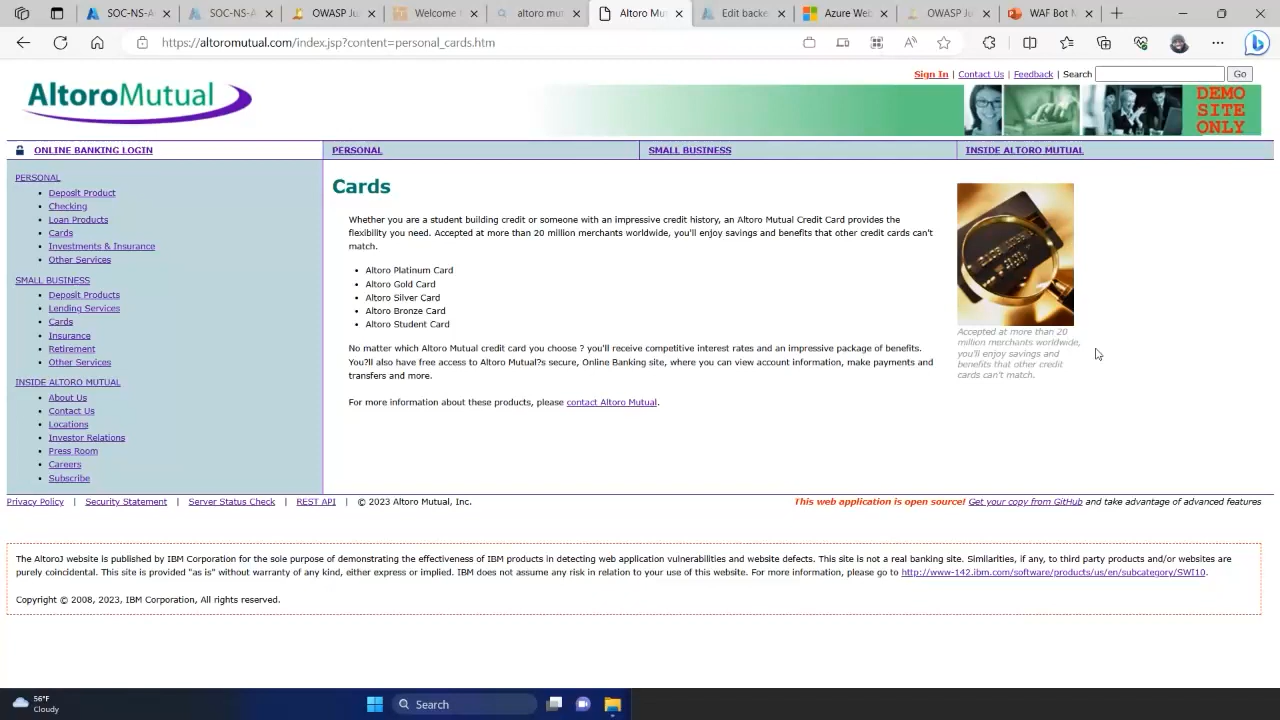 SOC-NS-A
SOC-NS-A
OWASP Ju
Welcome
altoro mut
Altoro Mu
Edit backe
Azure Web
OWASP Ju
WAF Bot N
https://altoromutual.com/index.jsp?content=personal_cards.htm
Sign In | Contact Us | Feedback | Search
Go
AltoroMutual
DEMO
SITE
ONLY
ONLINE BANKING LOGIN
PERSONAL
SMALL BUSINESS
INSIDE ALTORO MUTUAL
PERSONAL
Deposit Product
Checking
Loan Products
Cards
Investments & Insurance
Other Services
SMALL BUSINESS
Deposit Products
Lending Services
Cards
Insurance
Retirement
Other Services
INSIDE ALTORO MUTUAL
About Us
Contact Us
Locations
Investor Relations
Press Room
Careers
Subscribe
Cards
Whether you are a student building credit or someone with an impressive credit history, an Altoro Mutual Credit Card provides the
flexibility you need. Accepted at more than 20 million merchants worldwide, you'll enjoy savings and benefits that other credit cards can't
match.
Altoro Platinum Card
Altoro Gold Card
Altoro Silver Card
Altoro Bronze Card
Altoro Student Card
No matter which Altoro Mutual credit card you choose ? you'll receive competitive interest rates and an impressive package of benefits.
You?ll also have free access to Altoro Mutual?s secure, Online Banking site, where you can view account information, make payments and
transfers and more.
For more information about these products, please contact Altoro Mutual.
Accepted at more than 20
million merchants worldwide,
you'll enjoy savings and
benefits that other credit
cards can't match.
Privacy Policy | Security Statement | Server Status Check | REST API | © 2023 Altoro Mutual, Inc.
This web application is open source! Get your copy from GitHub and take advantage of advanced features
The AltoroJ website is published by IBM Corporation for the sole purpose of demonstrating the effectiveness of IBM products in detecting web application vulnerabilities and website defects. This site is not a real banking site. Similarities, if any, to third party products and/or websites are
purely coincidental. This site is provided "as is" without warranty of any kind, either express or implied. IBM does not assume any risk in relation to your use of this website. For more information, please go to http://www-142.ibm.com/software/products/us/en/subcategory/SWI10.
Copyright © 2008, 2023, IBM Corporation, All rights reserved.
56°F
Cloudy
Search